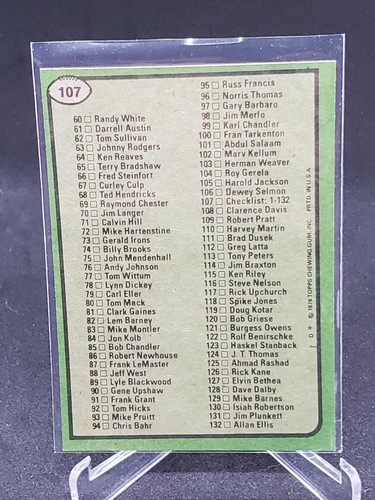 107
60 □ Randy White
61 □ Darrell Austin
62 □ Tom Sullivan
63 □ Johnny Rodgers
64 □ Ken Reaves
65 □ Terry Bradshaw
66 □ Fred Steinfort
67 □ Curley Culp
68 □ Ted Hendricks
69 □ Raymond Chester
70 □ Jim Langer
71 □ Calvin Hill
72 □ Mike Hartenstine
73 □ Gerald Irons
74 □ Billy Brooks
75 □ John Mendenhall
76 □ Andy Johnson
77 □ Tom Wittum
78 □ Lynn Dickey
79 □ Carl Eller
80 □ Tom Mack
81 □ Clark Gaines
82 □ Lem Barney
83 □ Mike Montler
84 □ Jon Kolb
85 □ Bob Chandler
86 □ Robert Newhouse
87 □ Frank LeMaster
88 □ Jeff West
89 □ Lyle Blackwood
90 □ Gene Upshaw
91 □ Frank Grant
92 □ Tom Hicks
93 □ Mike Pruitt
94 □ Chris Bahr
95 □ Russ Francis
96 □ Norris Thomas
97 □ Gary Barbaro
98 □ Jim Merlo
99 □ Karl Chandler
100 □ Fran Tarkenton
101 □ Abdul Salaam
102 □ Marv Kellum
103 □ Herman Weaver
104 □ Roy Gerela
105 □ Harold Jackson
106 □ Dewey Selmon
107 □ Checklist: 1-132
108 □ Clarence Davis
109 □ Robert Pratt
110 □ Harvey Martin
111 □ Brad Dusek
112 □ Greg Latta
113 □ Tony Peters
114 □ Jim Braxton
115 □ Ken Riley
116 □ Steve Nelson
117 □ Rick Upchurch
118 □ Spike Jones
119 □ Doug Kotar
120 □ Bob Griese
121 □ Burgess Owens
122 □ Rolf Benirschke
123 □ Haskel Stanback
124 □ J. T. Thomas
125 □ Ahmad Rashad
126 □ Rick Kane
127 □ Elvin Bethea
128 □ Dave Dalby
129 □ Mike Barnes
130 □ Isiah Robertson
131 □ Jim Plunkett
132 □ Allan Ellis
© 1979 TOPPS CHEWING GUM, INC. PRTD. IN U.S.A.